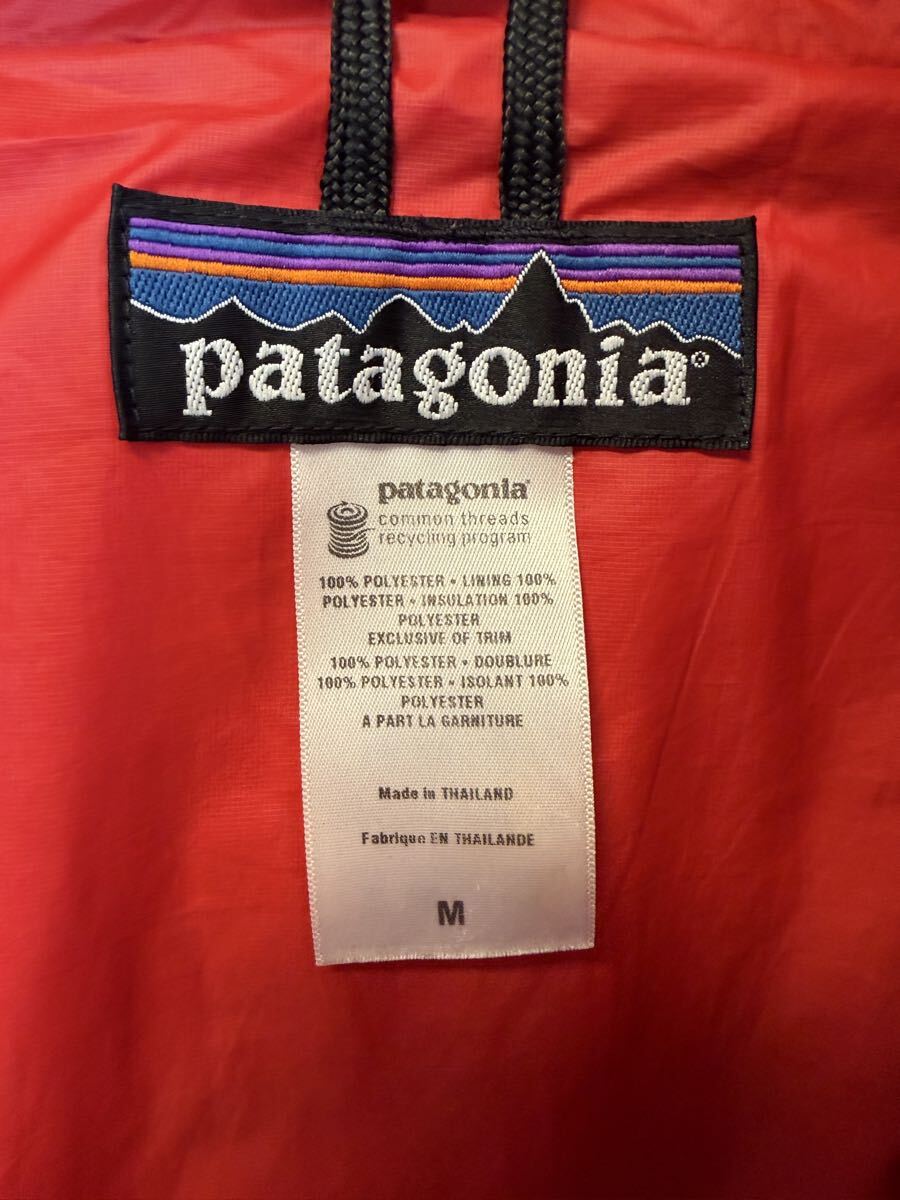 patagonia®
patagonia®
common threads
recycling program
100% POLYESTER • LINING 100%
POLYESTER • INSULATION 100%
POLYESTER
EXCLUSIVE OF TRIM
100% POLYESTER • DOUBLURE
100% POLYESTER • ISOLANT 100%
POLYESTER
A PART LA GARNITURE
Made in THAILAND
Fabrique EN THAILANDE
M